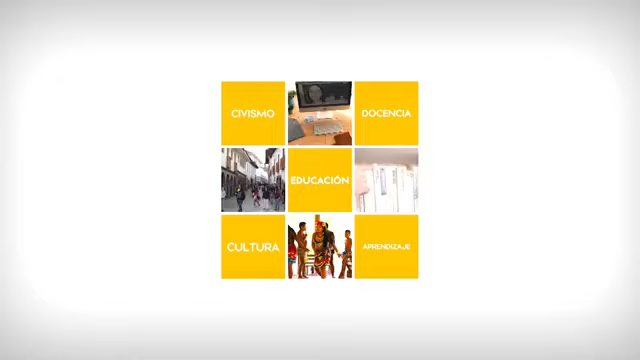 CIVISMO
DOCENCIA
EDUCACIÓN
CULTURA
APRENDIZAJE